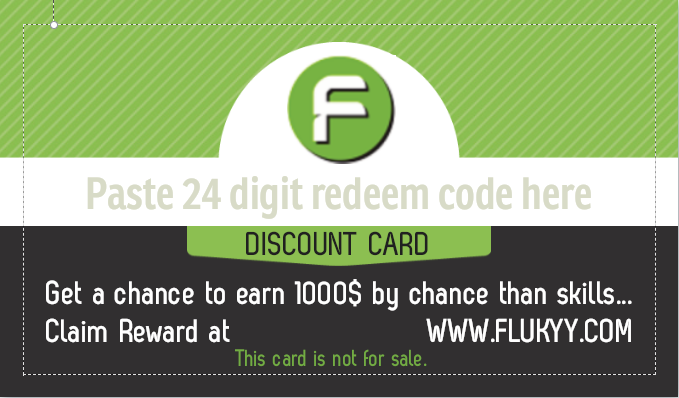 F
Paste 24 digit redeem code here
DISCOUNT CARD
Get a chance to earn 1000$ by chance than skills...
Claim Reward at WWW.FLUKYY.COM
This card is not for sale.